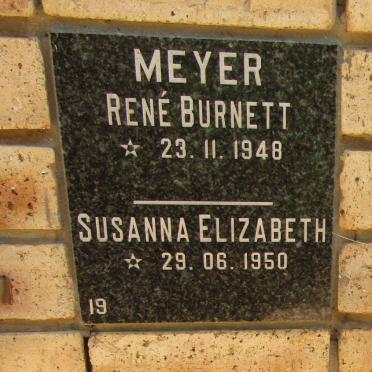 MEYER
RENÉ BURNETT
☆ 23. 11. 1948
SUSANNA ELIZABETH
☆ 29. 06. 1950
19